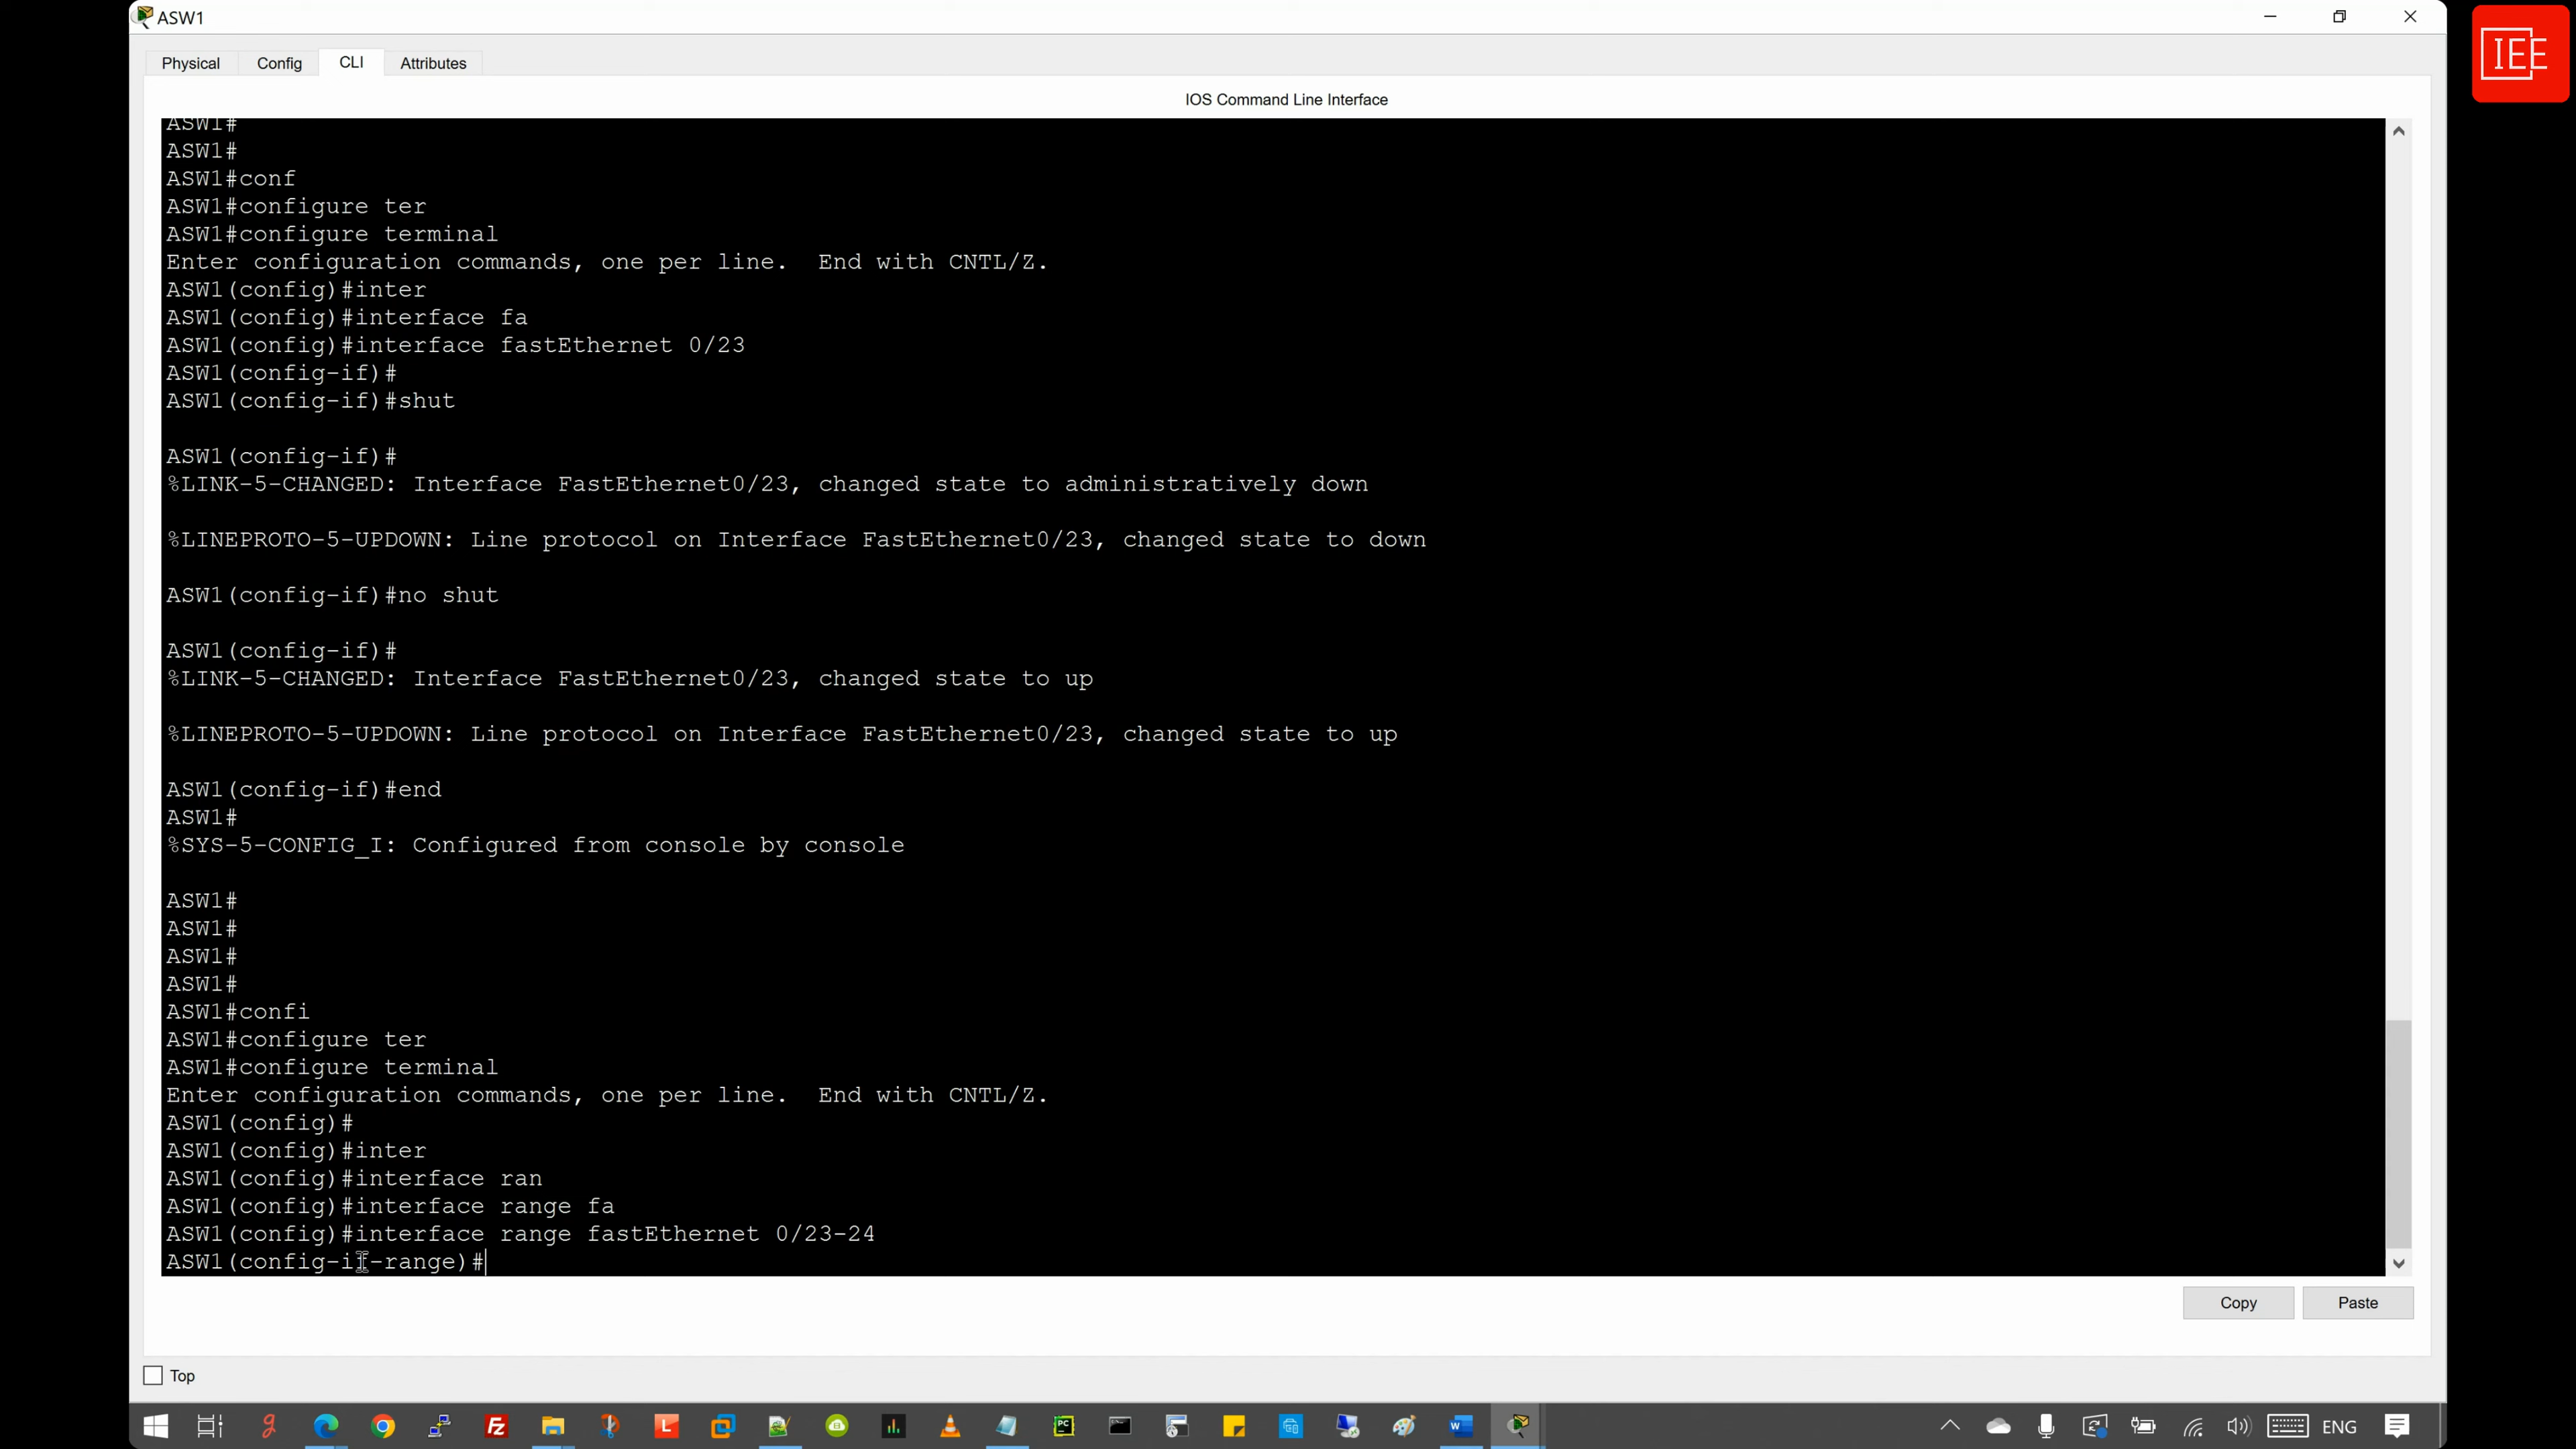 ASW1
IEE
Physical Config CLI Attributes
IOS Command Line Interface
ASW1#
ASW1#
ASW1#conf
ASW1#configure ter
ASW1#configure terminal
Enter configuration commands, one per line.  End with CNTL/Z.
ASW1(config)#inter
ASW1(config)#interface fa
ASW1(config)#interface fastEthernet 0/23
ASW1(config-if)#
ASW1(config-if)#shut
ASW1(config-if)#
%LINK-5-CHANGED: Interface FastEthernet0/23, changed state to administratively down
%LINEPROTO-5-UPDOWN: Line protocol on Interface FastEthernet0/23, changed state to down
ASW1(config-if)#no shut
ASW1(config-if)#
%LINK-5-CHANGED: Interface FastEthernet0/23, changed state to up
%LINEPROTO-5-UPDOWN: Line protocol on Interface FastEthernet0/23, changed state to up
ASW1(config-if)#end
ASW1#
%SYS-5-CONFIG_I: Configured from console by console
ASW1#
ASW1#
ASW1#
ASW1#
ASW1#confi
ASW1#configure ter
ASW1#configure terminal
Enter configuration commands, one per line.  End with CNTL/Z.
ASW1(config)#
ASW1(config)#inter
ASW1(config)#interface ran
ASW1(config)#interface range fa
ASW1(config)#interface range fastEthernet 0/23-24
ASW1(config-if-range)#
Copy Paste
Top
ENG